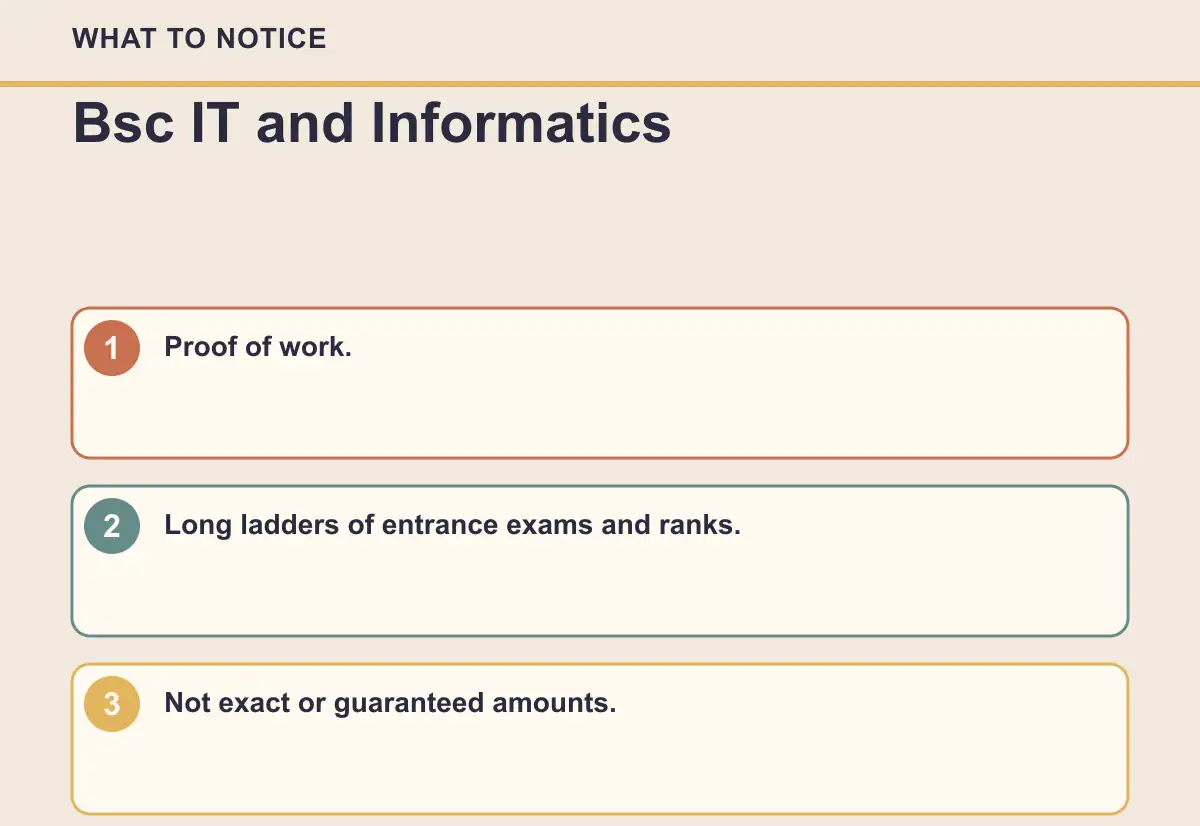 WHAT TO NOTICE
Bsc IT and Informatics
1 Proof of work.
2 Long ladders of entrance exams and ranks.
3 Not exact or guaranteed amounts.